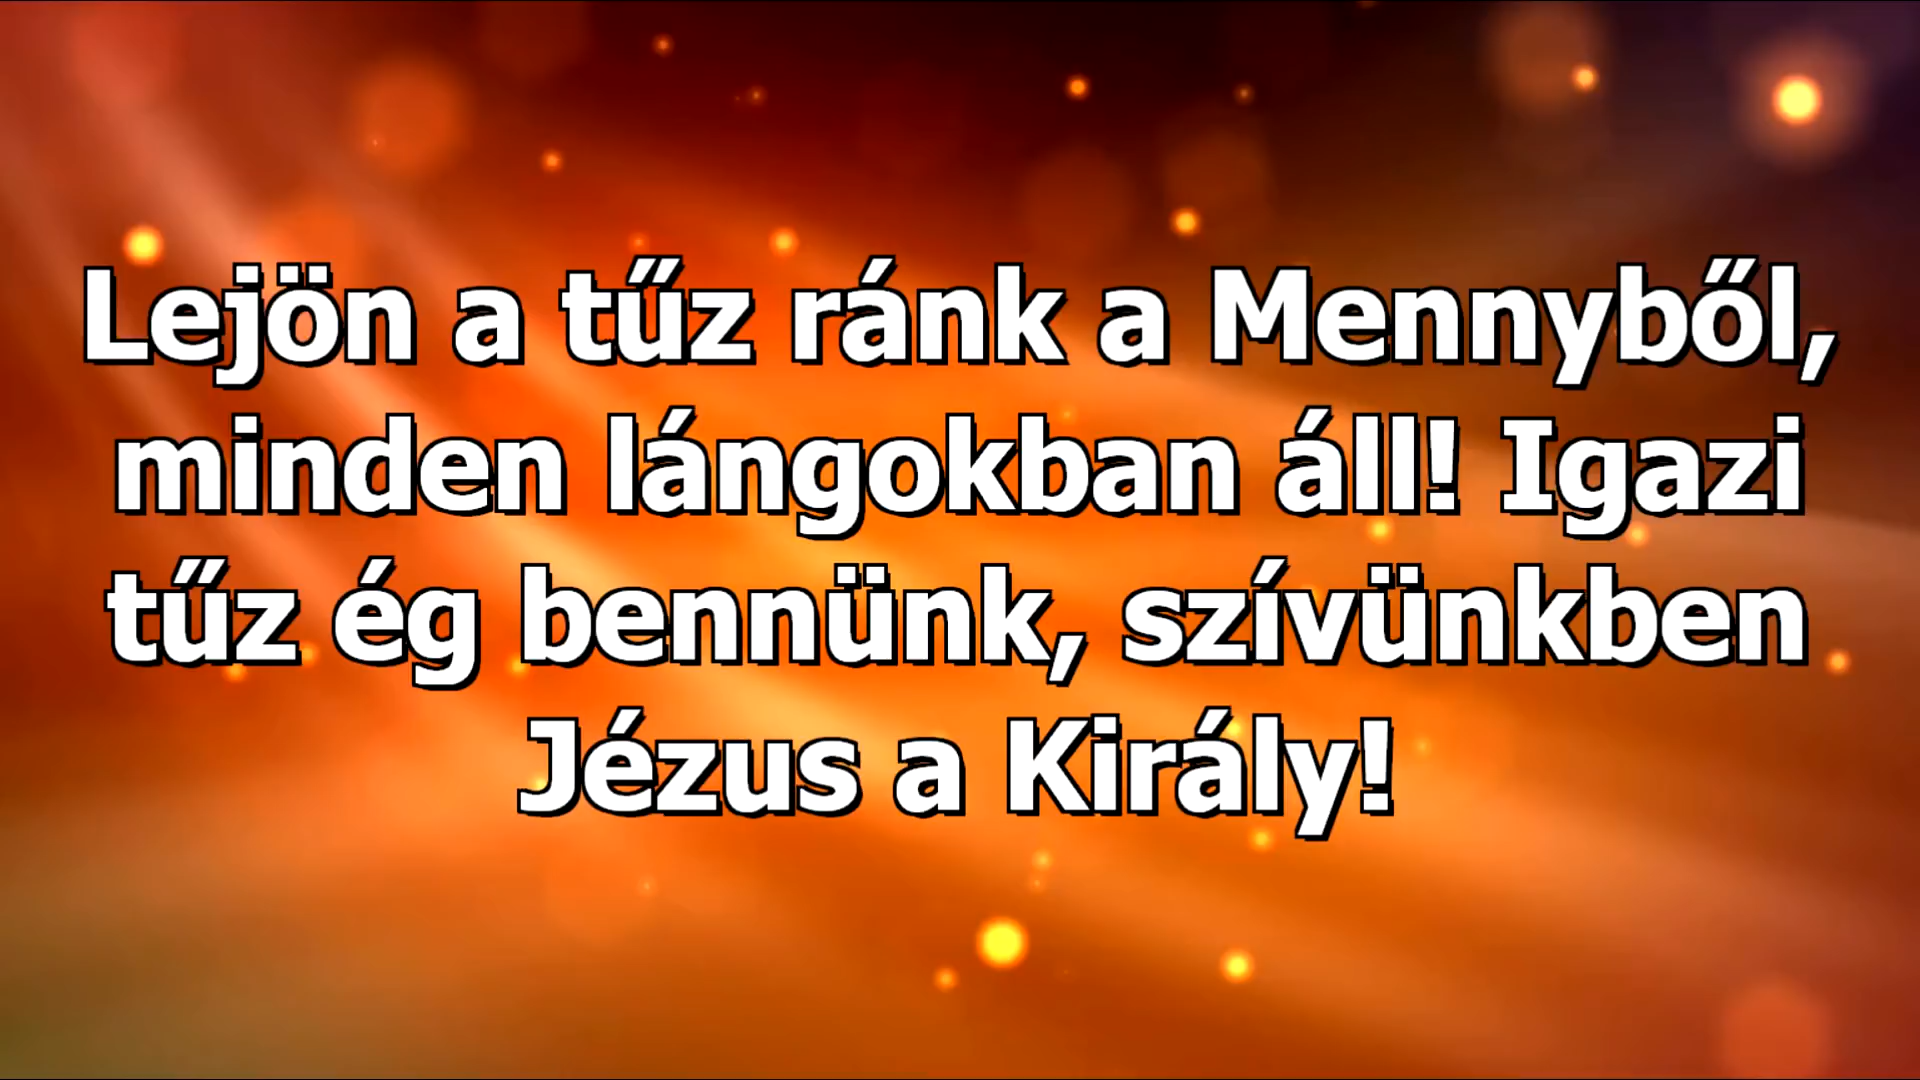 Lejön a tűz ránk a Mennyből,
minden lángokban áll! Igazi
tűz ég bennünk, szívünkben
Jézus a Király!